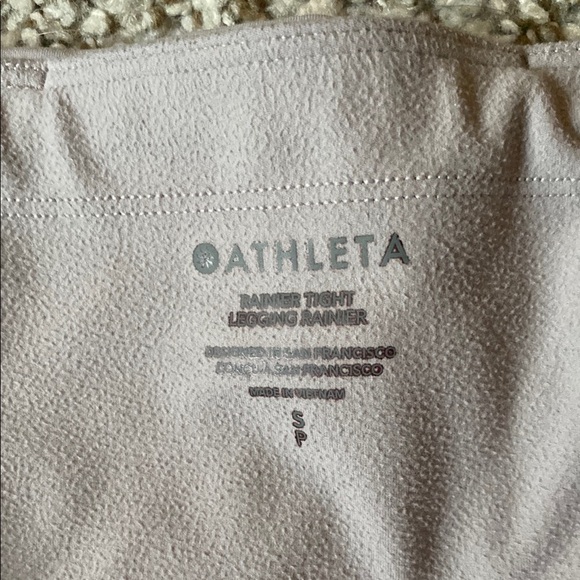 ATHLETA
RAINIER TIGHT
LEGGING RAINIER
DESIGNED IN SAN FRANCISCO
CONÇU À SAN FRANCISCO
MADE IN VIETNAM
S
P